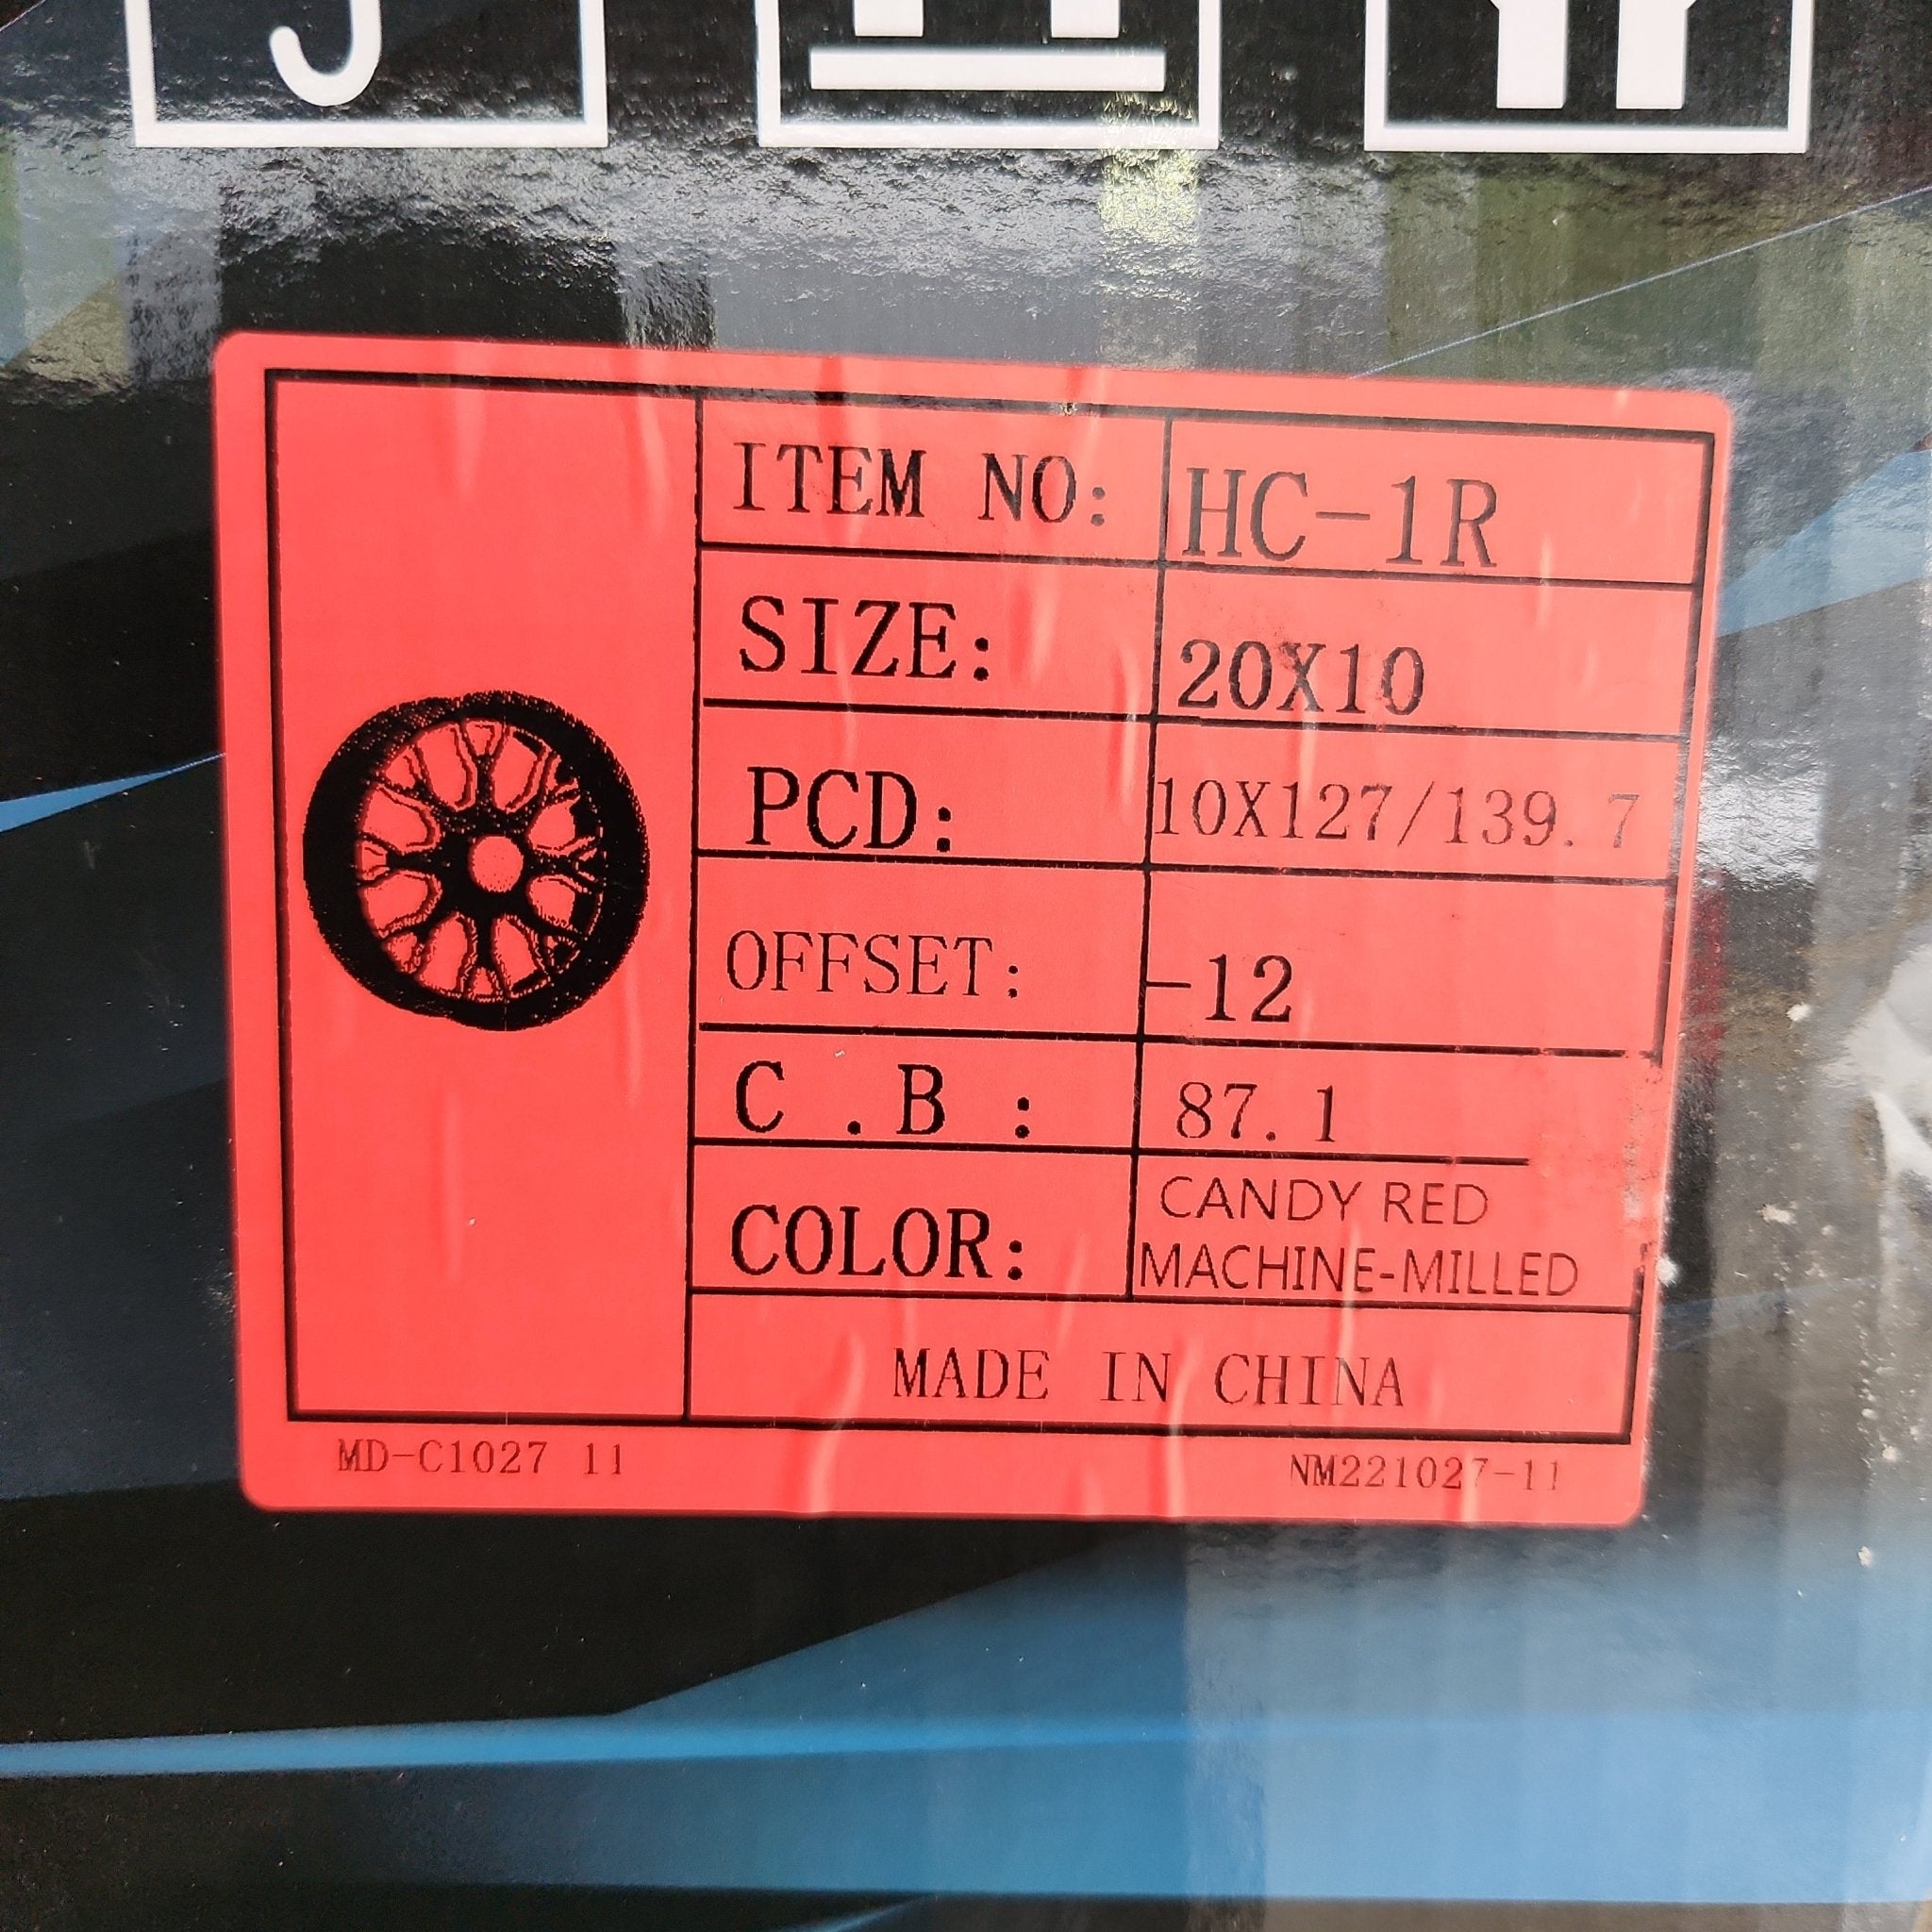 ITEM NO: HC-1R
SIZE: 20X10
PCD: 10X127/139.7
OFFSET: -12
C .B : 87.1
COLOR: CANDY RED
MACHINE-MILLED
MADE IN CHINA
MD-C1027 11 NM221027-11